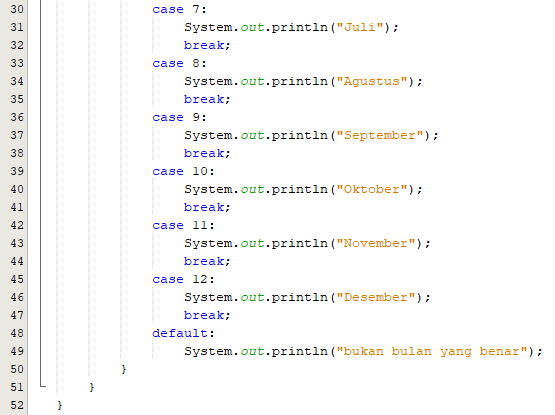 30 case 7:
31 System.out.println("Juli");
32 break;
33 case 8:
34 System.out.println("Agustus");
35 break;
36 case 9:
37 System.out.println("September");
38 break;
39 case 10:
40 System.out.println("Oktober");
41 break;
42 case 11:
43 System.out.println("November");
44 break;
45 case 12:
46 System.out.println("Desember");
47 break;
48 default:
49 System.out.println("bukan bulan yang benar");
50 }
51 }
52 }